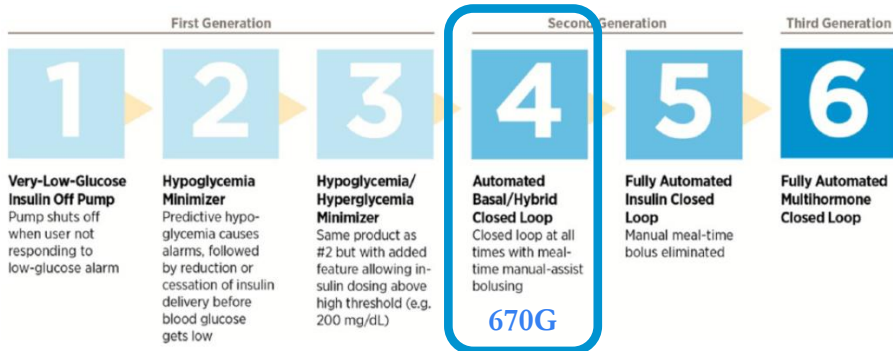 First Generation
Second Generation
Third Generation
1
2
3
4
5
6
Very-Low-Glucose
Insulin Off Pump
Pump shuts off
when user not
responding to
low-glucose alarm
Hypoglycemia
Minimizer
Predictive hypo-
glycemia causes
alarms, followed
by reduction or
cessation of insulin
delivery before
blood glucose
gets low
Hypoglycemia/
Hyperglycemia
Minimizer
Same product as
#2 but with added
feature allowing in-
sulin dosing above
high threshold (e.g.
200 mg/dL)
Automated
Basal/Hybrid
Closed Loop
Closed loop at all
times with meal-
time manual-assist
bolusing
670G
Fully Automated
Insulin Closed
Loop
Manual meal-time
bolus eliminated
Fully Automated
Multihormone
Closed Loop